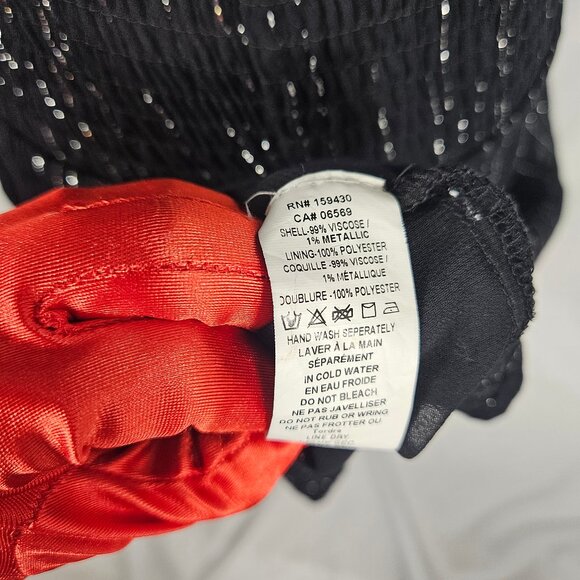 RN# 159430
CA# 06569
SHELL-99% VISCOSE /
1% METALLIC
LINING-100% POLYESTER
COQUILLE -99% VISCOSE /
1% MÉTALLIQUE
DOUBLURE -100% POLYESTER
HAND WASH SEPERATELY
LAVER À LA MAIN
SÉPARÉMENT
IN COLD WATER
EN EAU FROIDE
DO NOT BLEACH
NE PAS JAVELLISER
DO NOT RUB OR WRING
NE PAS FROTTER OU
Tordre
LINE DRY